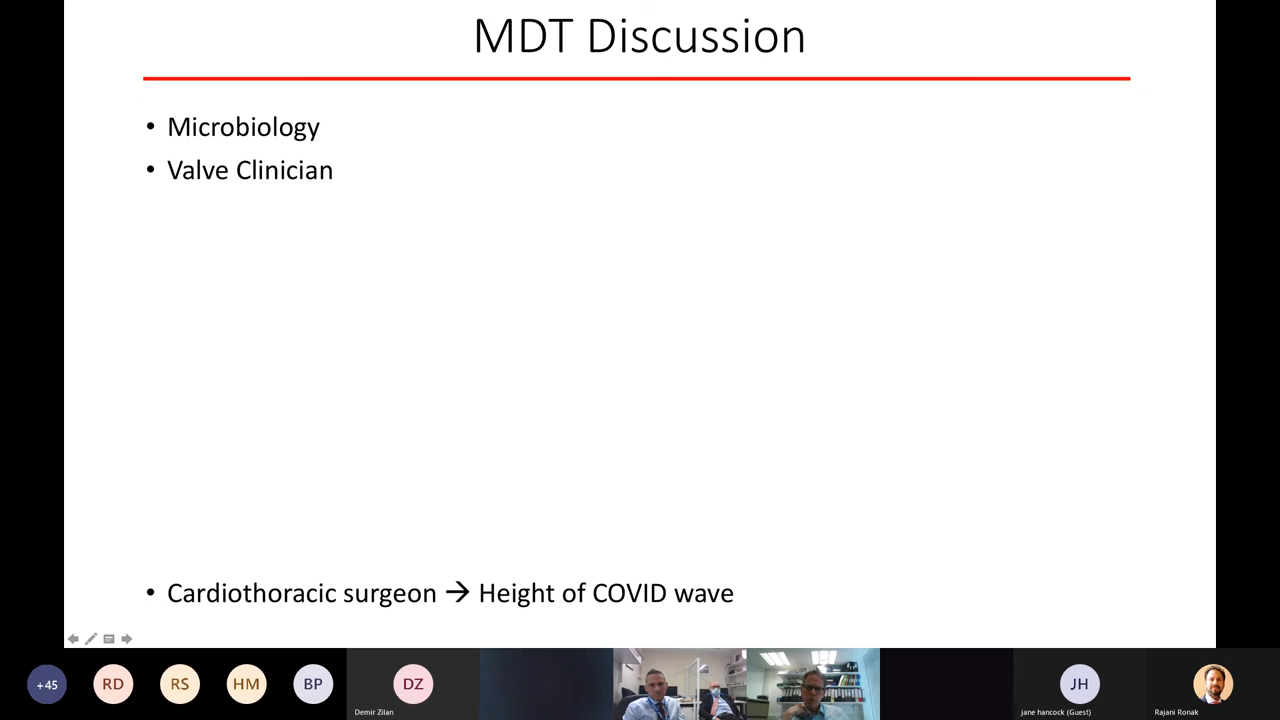 MDT Discussion
• Microbiology
• Valve Clinician
• Cardiothoracic surgeon → Height of COVID wave
+45
RD
RS
HM
BP
DZ
Demir Zilan
JH
jane hancock (Guest)
Rajani Ronak